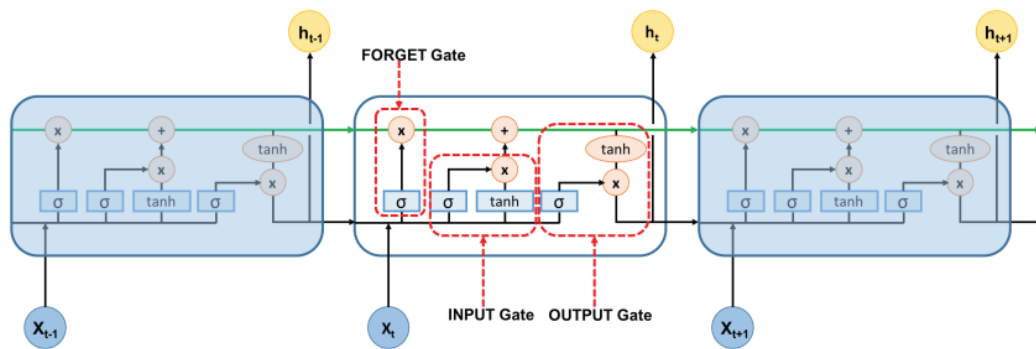 h_{t-1}
h_t
h_{t+1}
FORGET Gate
x + tanh x σ σ tanh σ
x + tanh x x σ σ tanh σ
x + tanh x x σ σ tanh σ
INPUT Gate
OUTPUT Gate
X_{t-1}
X_t
X_{t+1}